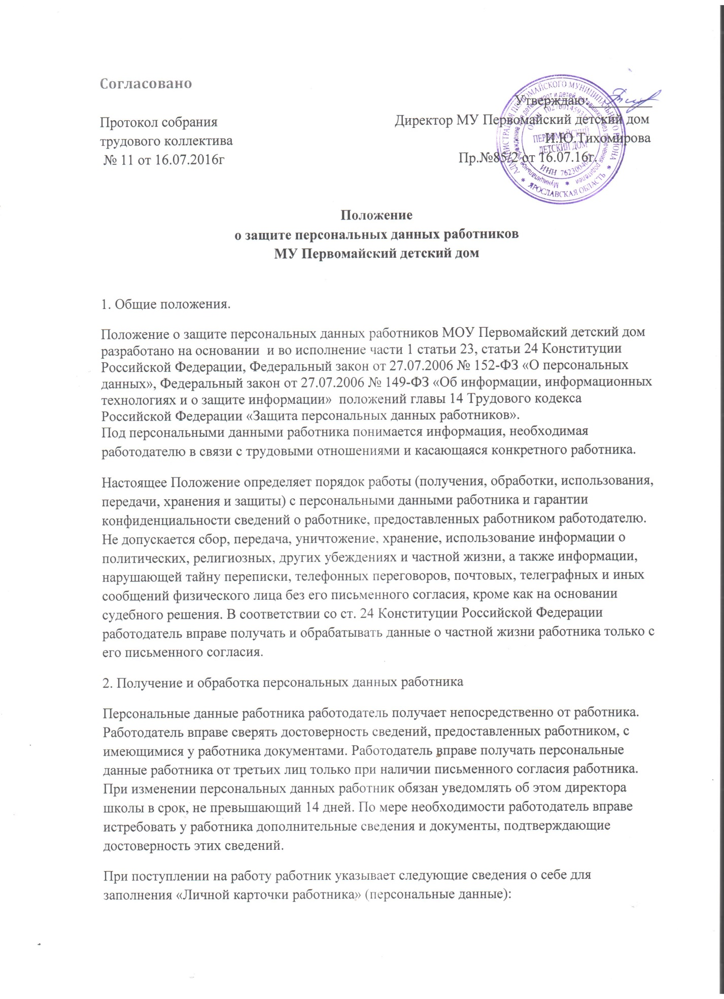 Согласовано
Утверждаю:_________
Протокол собрания
трудового коллектива
№ 11 от 16.07.2016г
Директор МУ Первомайский детский дом
И.Ю.Тихомирова
Пр.№85/2 от 16.07.16г.
АДМИНИСТРАЦИЯ ПЕРВОМАЙСКОГО МУНИЦИПАЛЬНОГО РАЙОНА
* ЯРОСЛАВСКАЯ ОБЛАСТЬ *
Муниципальное учреждение для детей-сирот и детей, оставшихся без попечения родителей *
ПЕРВОМАЙСКИЙ
ДЕТСКИЙ ДОМ
ИНН
Положение
о защите персональных данных работников
МУ Первомайский детский дом
1. Общие положения.
Положение о защите персональных данных работников МОУ Первомайский детский дом
разработано на основании  и во исполнение части 1 статьи 23, статьи 24 Конституции
Российской Федерации, Федеральный закон от 27.07.2006 № 152-ФЗ «О персональных
данных», Федеральный закон от 27.07.2006 № 149-ФЗ «Об информации, информационных
технологиях и о защите информации»  положений главы 14 Трудового кодекса
Российской Федерации «Защита персональных данных работников».
Под персональными данными работника понимается информация, необходимая
работодателю в связи с трудовыми отношениями и касающаяся конкретного работника.
Настоящее Положение определяет порядок работы (получения, обработки, использования,
передачи, хранения и защиты) с персональными данными работника и гарантии
конфиденциальности сведений о работнике, предоставленных работником работодателю.
Не допускается сбор, передача, уничтожение, хранение, использование информации о
политических, религиозных, других убеждениях и частной жизни, а также информации,
нарушающей тайну переписки, телефонных переговоров, почтовых, телеграфных и иных
сообщений физического лица без его письменного согласия, кроме как на основании
судебного решения. В соответствии со ст. 24 Конституции Российской Федерации
работодатель вправе получать и обрабатывать данные о частной жизни работника только с
его письменного согласия.
2. Получение и обработка персональных данных работника
Персональные данные работника работодатель получает непосредственно от работника.
Работодатель вправе сверять достоверность сведений, предоставленных работником, с
имеющимися у работника документами. Работодатель вправе получать персональные
данные работника от третьих лиц только при наличии письменного согласия работника.
При изменении персональных данных работник обязан уведомлять об этом директора
школы в срок, не превышающий 14 дней. По мере необходимости работодатель вправе
истребовать у работника дополнительные сведения и документы, подтверждающие
достоверность этих сведений.
При поступлении на работу работник указывает следующие сведения о себе для
заполнения «Личной карточки работника» (персональные данные):